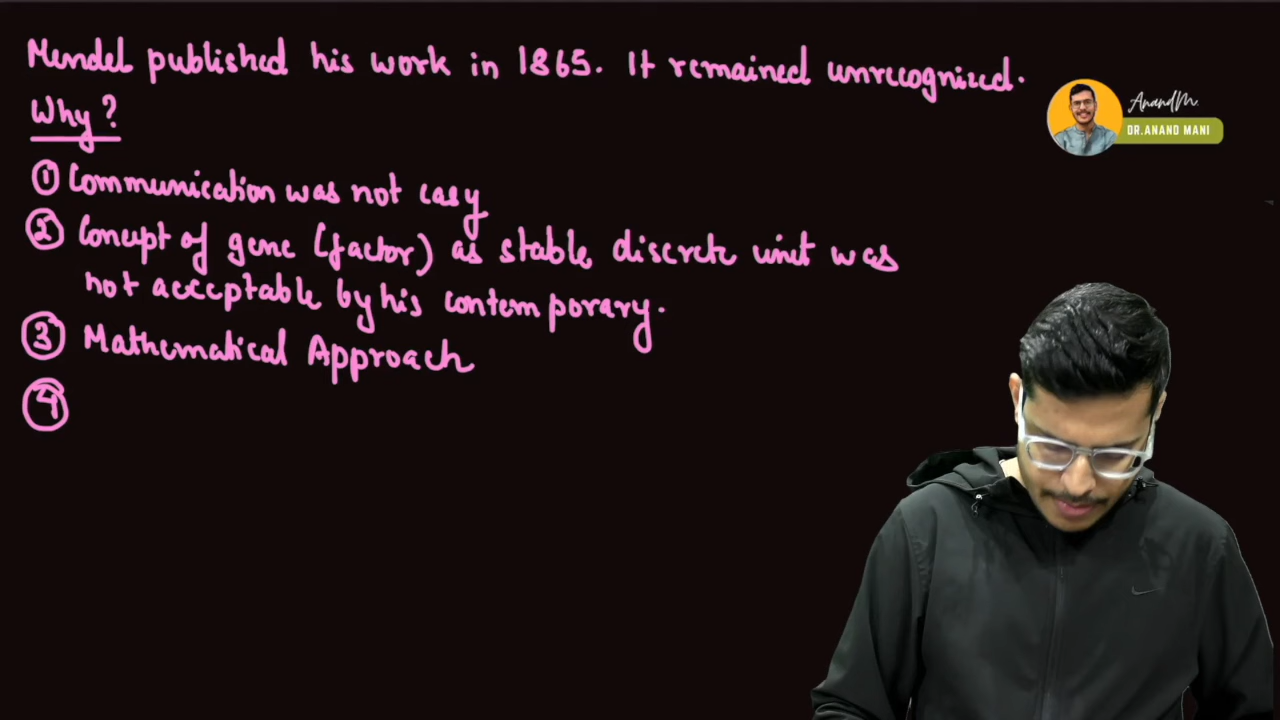 Mendel published his work in 1865. It remained unrecognized.
Why?
AnandM.
DR.ANAND MANI
① Communication was not easy
② Concept of gene (factor) as stable discrete unit was
not acceptable by his contemporary.
③ Mathematical Approach
④